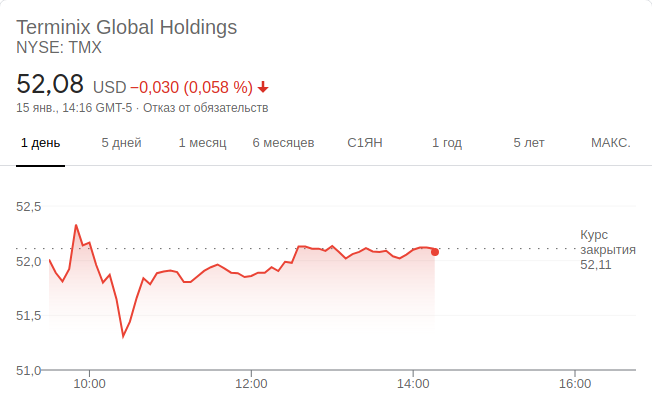 Terminix Global Holdings
NYSE: TMX
52,08 USD −0,030 (0,058 %)
15 янв., 14:16 GMT-5 · Отказ от обязательств
1 день 5 дней 1 месяц 6 месяцев С1ЯН 1 год 5 лет МАКС.
52,5
52,0
51,5
51,0
Курс
закрытия
52,11
10:00 12:00 14:00 16:00